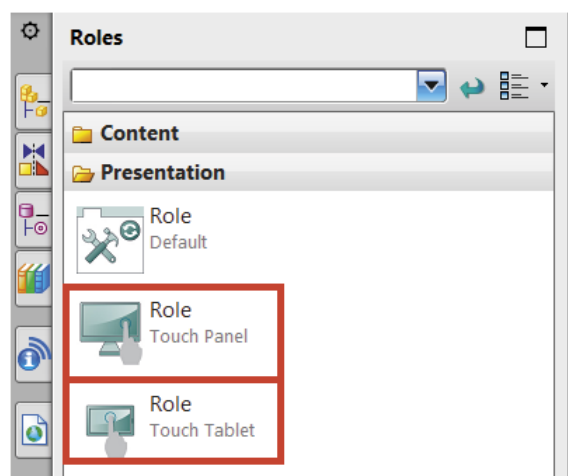 Roles
Content
Presentation
Role
Default
Role
Touch Panel
Role
Touch Tablet